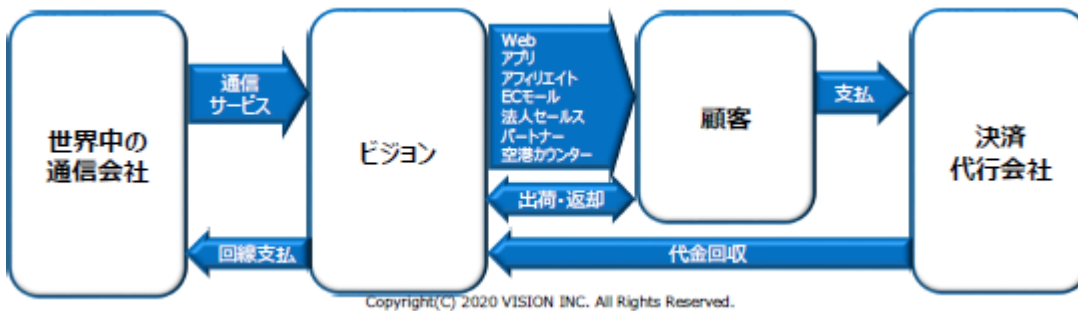 世界中の
通信会社
通信
サービス
回線支払
ビジョン
Web
アプリ
アフィリエイト
ECモール
法人セールス
パートナー
空港カウンター
出荷・返却
顧客
支払
決済
代行会社
代金回収
Copyright(C) 2020 VISION INC. All Rights Reserved.